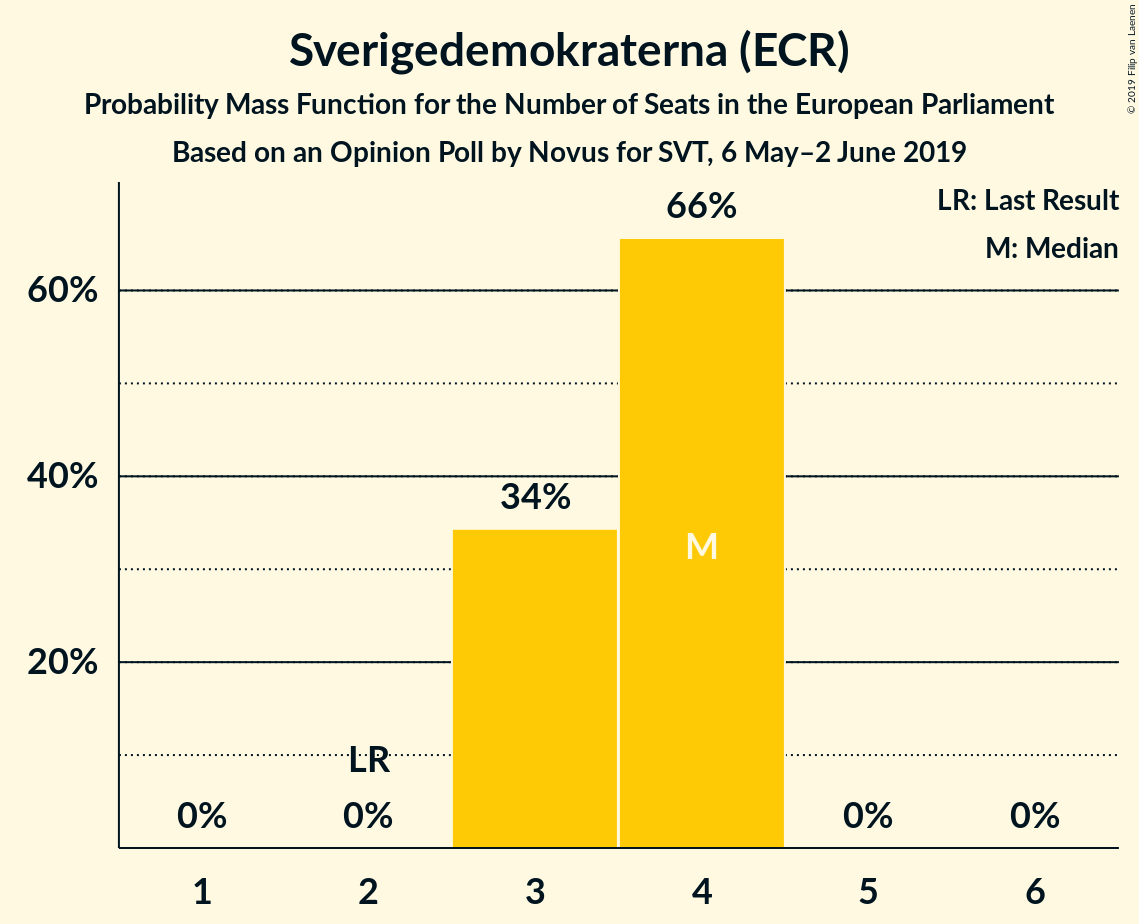 Sverigedemokraterna (ECR)
Probability Mass Function for the Number of Seats in the European Parliament
Based on an Opinion Poll by Novus for SVT, 6 May–2 June 2019
© 2019 Filip van Laenen
LR: Last Result
M: Median
66%
60%
40%
34%
M
20%
LR
0%
0%
0%
0%
1
2
3
4
5
6